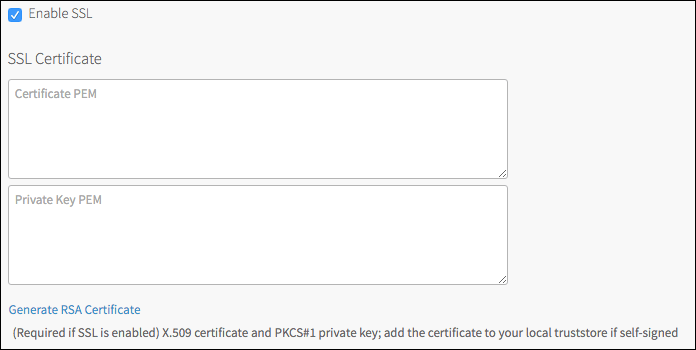 Enable SSL
SSL Certificate
Certificate PEM
Private Key PEM
Generate RSA Certificate
(Required if SSL is enabled) X.509 certificate and PKCS#1 private key; add the certificate to your local truststore if self-signed